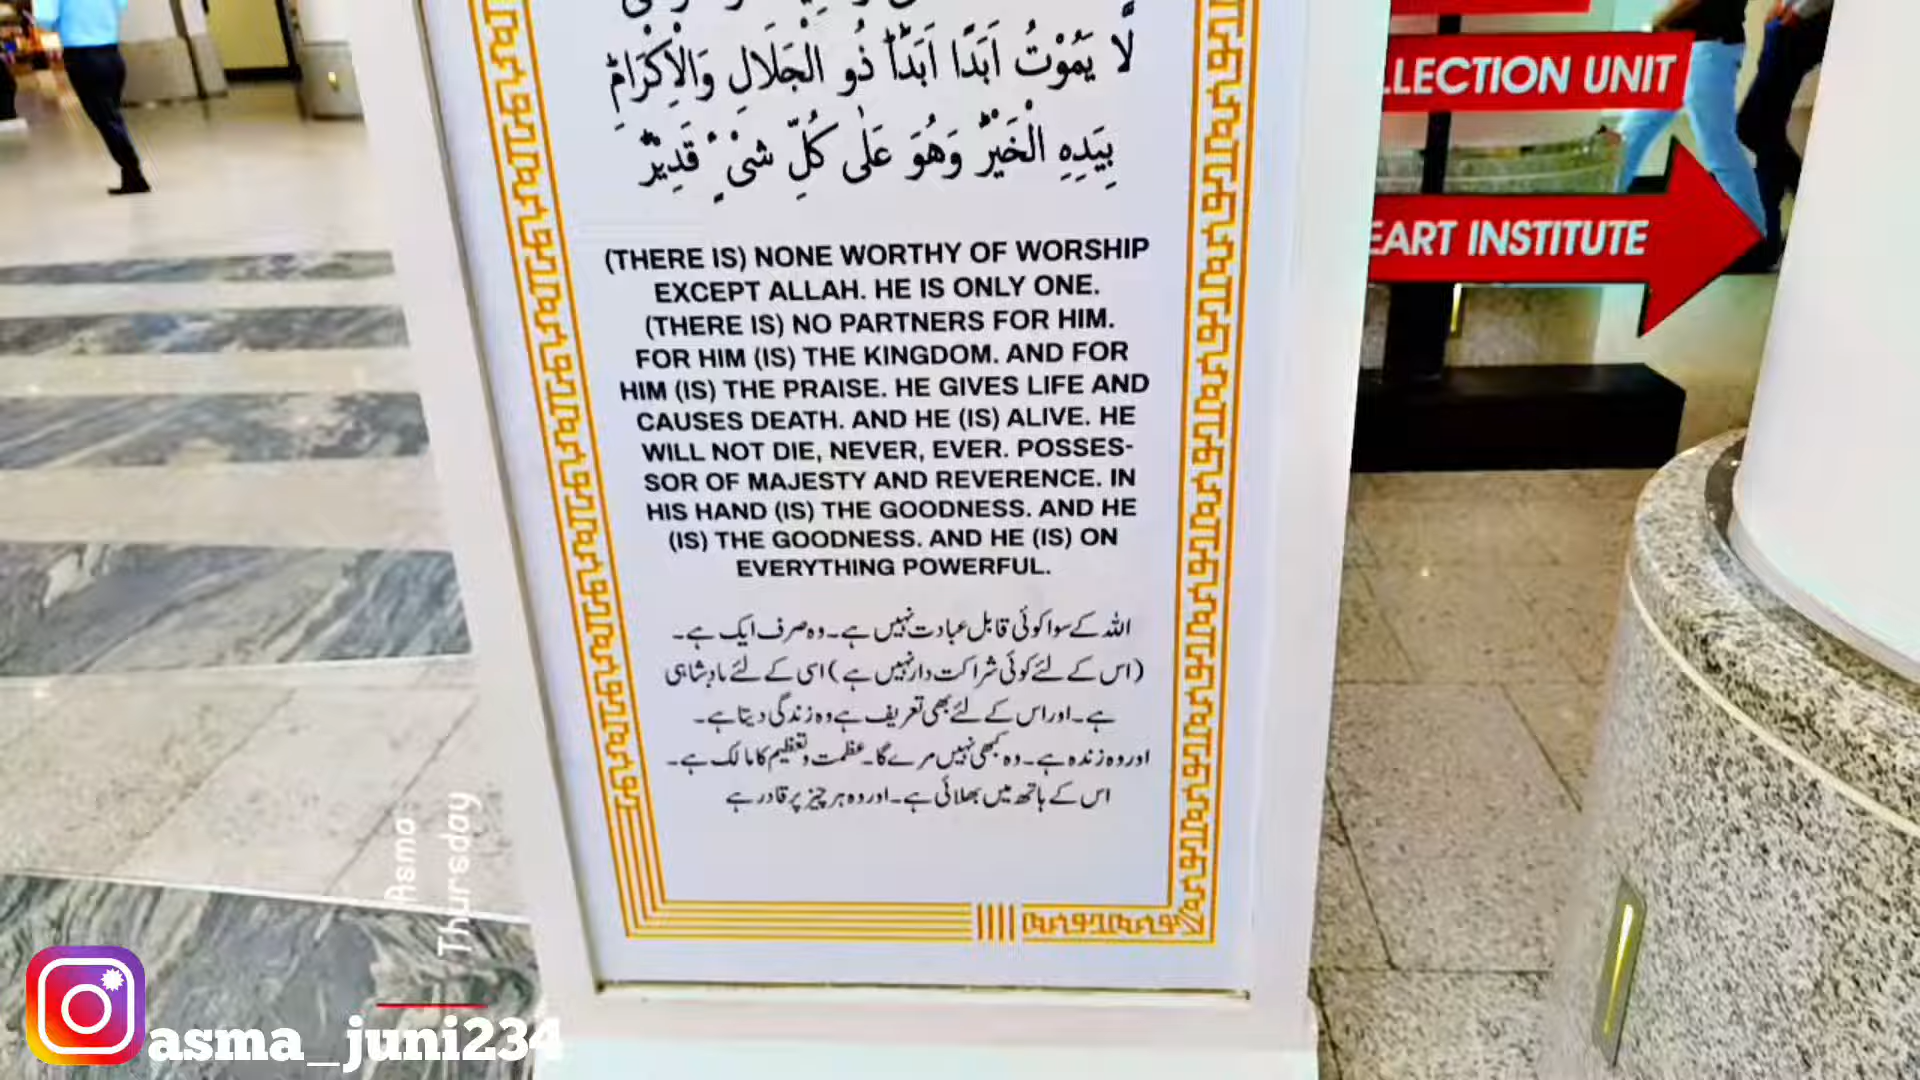 لَّا يَمُوْتُ اَبَدًا اَبَدًاؕ ذُو الْجَلَالِ وَالْاِكْرَامِؕ
بِيَدِهِ الْخَيْرُؕ وَهُوَ عَلٰى كُلِّ شَیْءٍ قَدِيْرٌؕ
(THERE IS) NONE WORTHY OF WORSHIP
EXCEPT ALLAH. HE IS ONLY ONE.
(THERE IS) NO PARTNERS FOR HIM.
FOR HIM (IS) THE KINGDOM. AND FOR
HIM (IS) THE PRAISE. HE GIVES LIFE AND
CAUSES DEATH. AND HE (IS) ALIVE. HE
WILL NOT DIE, NEVER, EVER. POSSES-
SOR OF MAJESTY AND REVERENCE. IN
HIS HAND (IS) THE GOODNESS. AND HE
(IS) THE GOODNESS. AND HE (IS) ON
EVERYTHING POWERFUL.
اللہ کے سوا کوئی قابل عبادت نہیں ہے۔ وہ صرف ایک ہے۔
(اس کے لئے کوئی شراکت دار نہیں ہے) اسی کے لئے بادشاہی
ہے۔ اور اس کے لئے بھی تعریف ہے وہ زندگی دیتا ہے۔
اور وہ زندہ ہے۔ وہ کبھی نہیں مرے گا۔ عظمت و تعظیم کا مالک ہے۔
اس کے ہاتھ میں بھلائی ہے۔ اور وہ ہر چیز پر قادر ہے
LLECTION UNIT
EART INSTITUTE
Asma
Thursday
asma_juni234